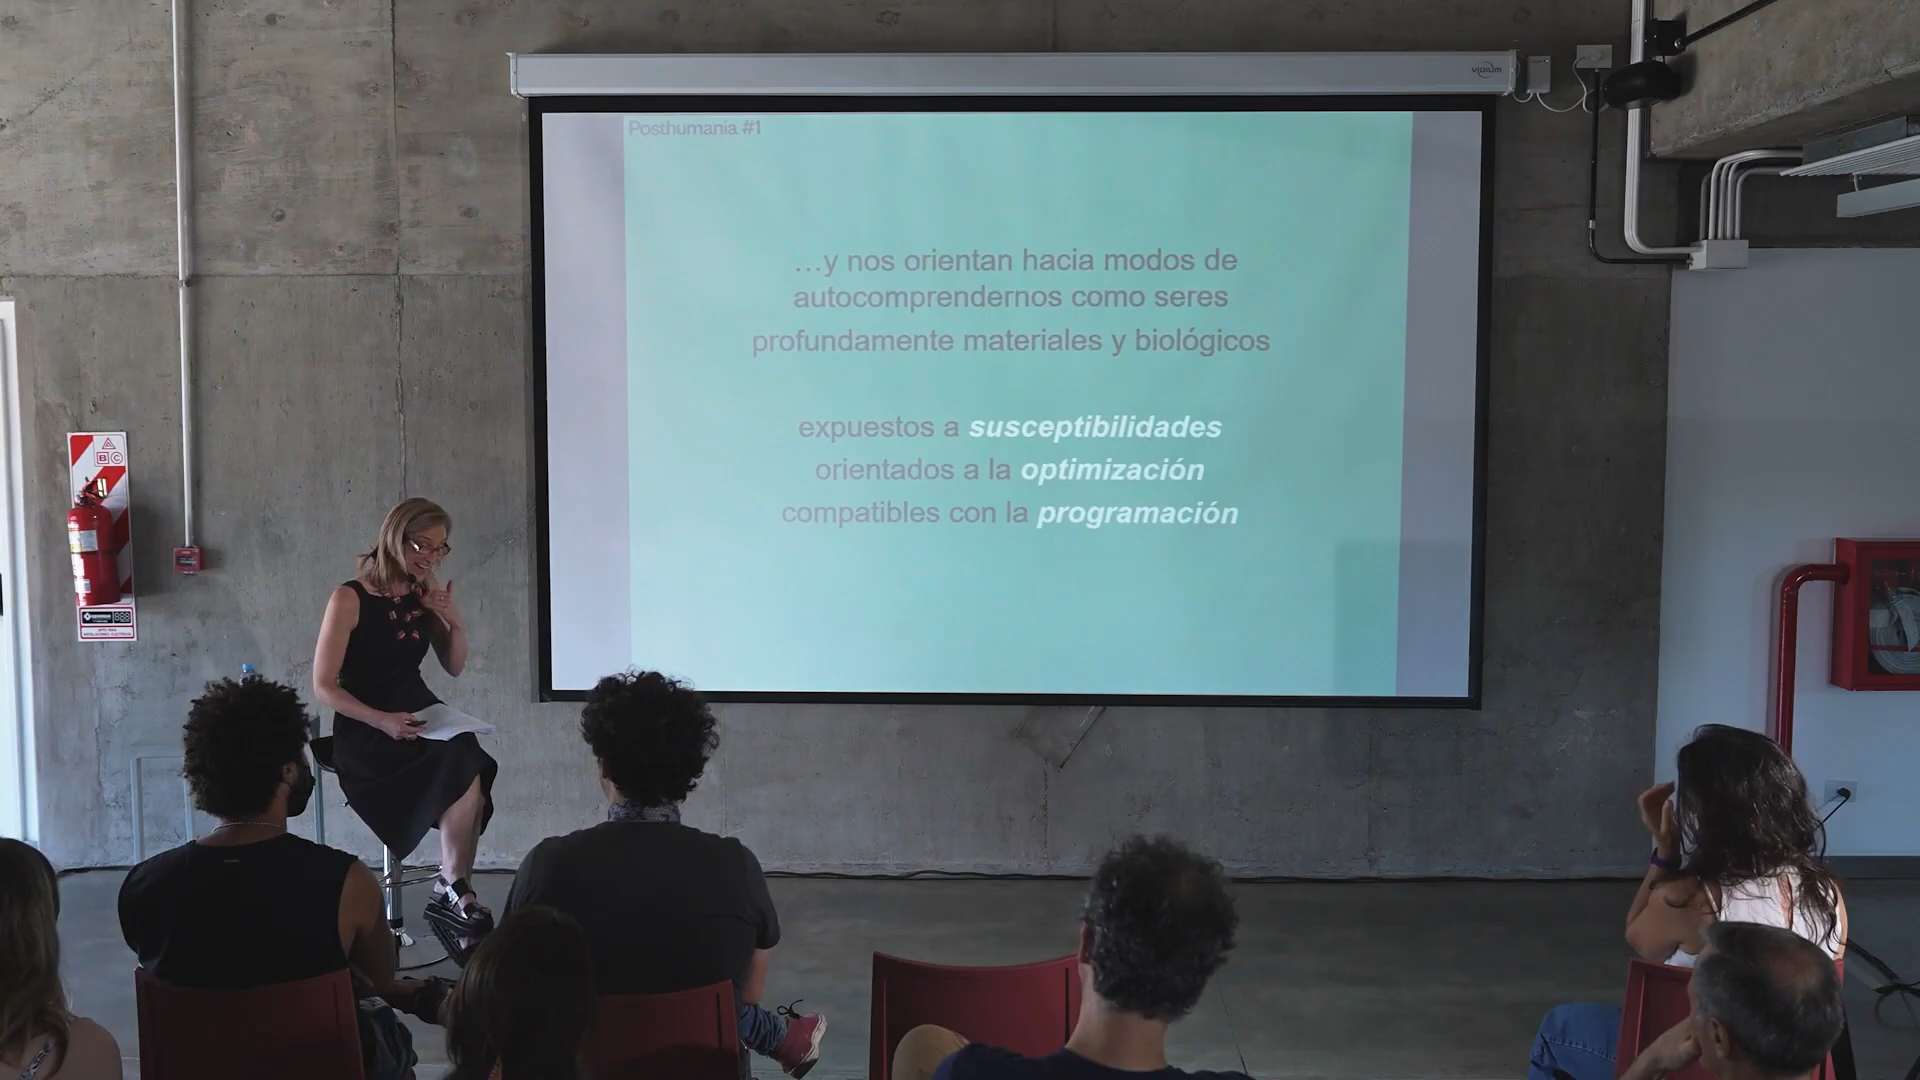 VIDIUM
Posthumania #1
...y nos orientan hacia modos de
autocomprendernos como seres
profundamente materiales y biológicos
expuestos a susceptibilidades
orientados a la optimización
compatibles con la programación
A
B C